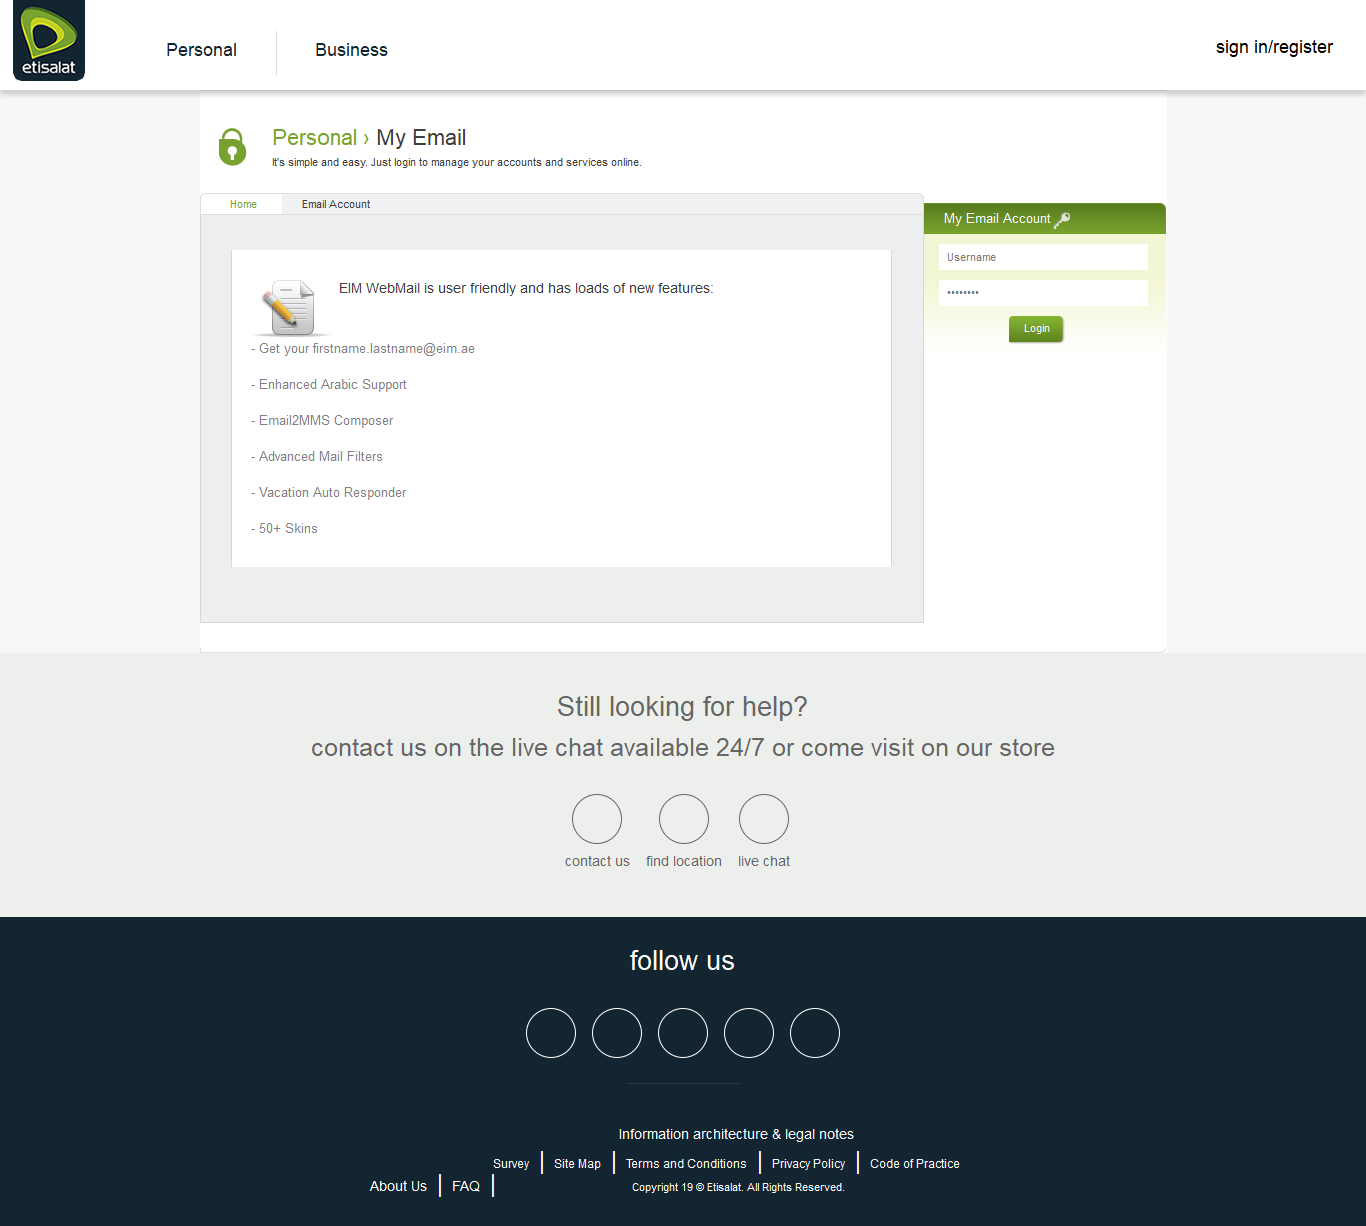 etisalat
Personal
Business
sign in/register
Personal › My Email
It's simple and easy. Just login to manage your accounts and services online.
Home
Email Account
My Email Account
Username
••••••••
Login
EIM WebMail is user friendly and has loads of new features:
- Get your firstname.lastname@eim.ae
- Enhanced Arabic Support
- Email2MMS Composer
- Advanced Mail Filters
- Vacation Auto Responder
- 50+ Skins
Still looking for help?
contact us on the live chat available 24/7 or come visit on our store
contact us
find location
live chat
follow us
Information architecture & legal notes
Survey | Site Map | Terms and Conditions | Privacy Policy | Code of Practice
About Us | FAQ |
Copyright 19 © Etisalat. All Rights Reserved.